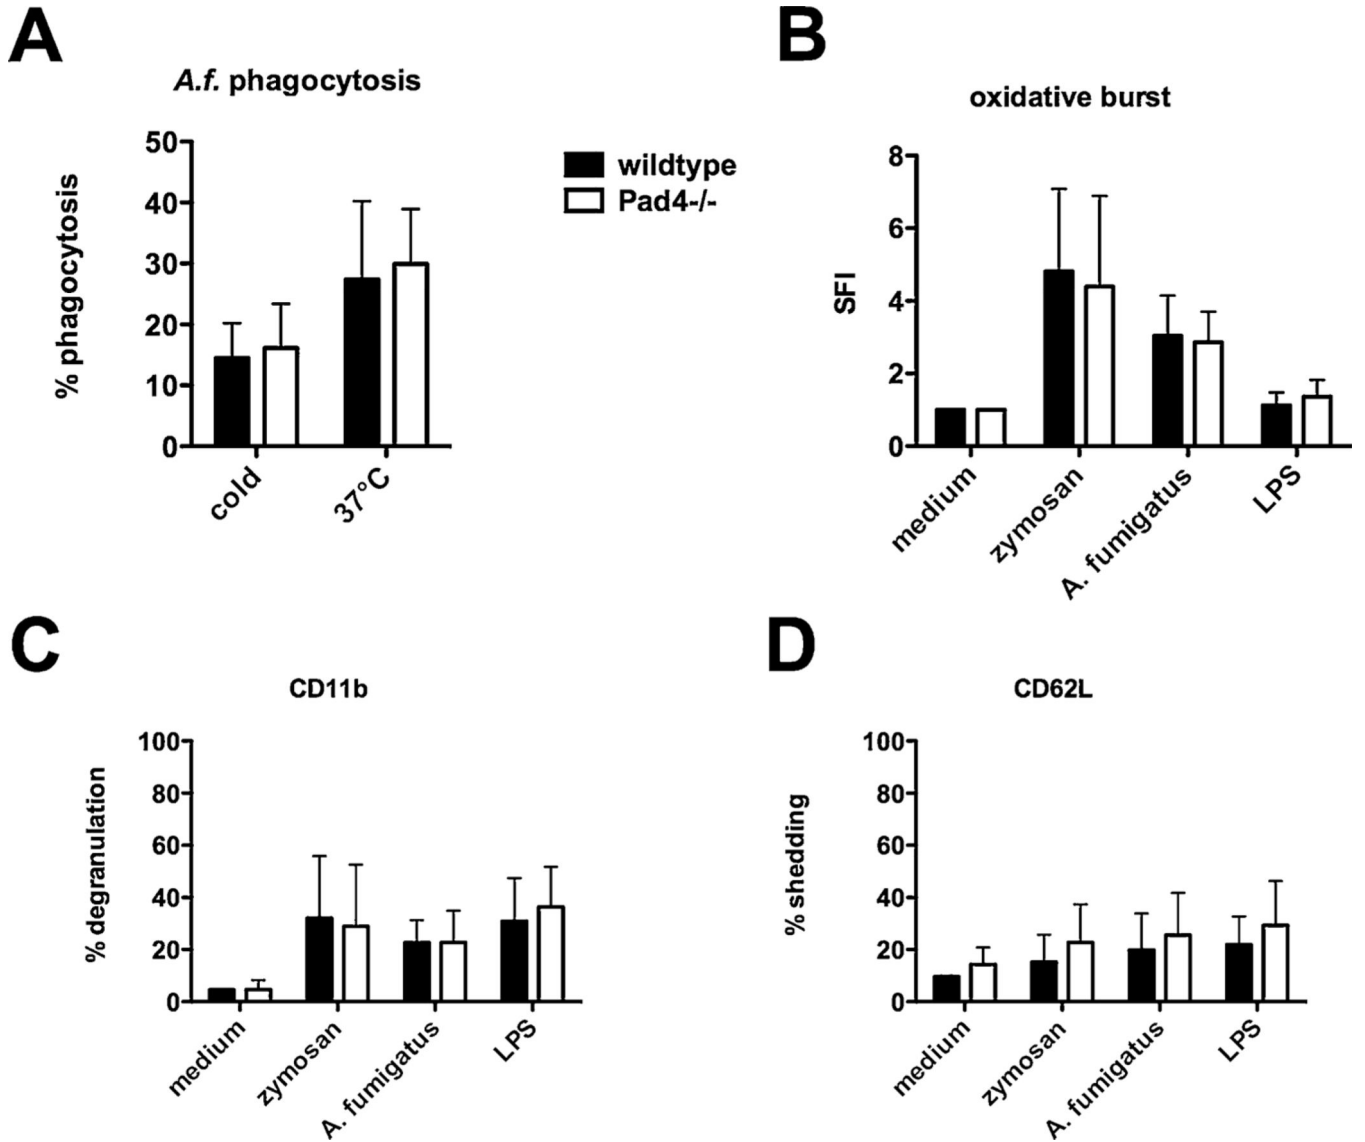 A
A.f. phagocytosis
% phagocytosis
50
40
30
20
10
0
cold
37°C
wildtype
Pad4-/-
B
oxidative burst
SFI
8
6
4
2
0
medium
zymosan
A. fumigatus
LPS
C
CD11b
% degranulation
100
80
60
40
20
0
medium
zymosan
A. fumigatus
LPS
D
CD62L
% shedding
100
80
60
40
20
0
medium
zymosan
A. fumigatus
LPS